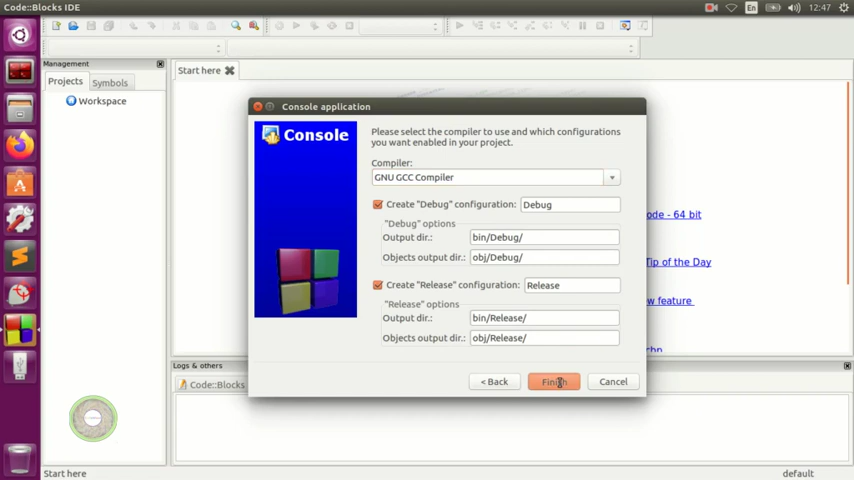 Code::Blocks IDE
En
12:47
Management
Projects
Symbols
Workspace
Start here
Console application
Console
Please select the compiler to use and which configurations
you want enabled in your project.
Compiler:
GNU GCC Compiler
Create "Debug" configuration:
Debug
"Debug" options
Output dir.:
bin/Debug/
Objects output dir.:
obj/Debug/
Create "Release" configuration:
Release
"Release" options
Output dir.:
bin/Release/
Objects output dir.:
obj/Release/
< Back
Finish
Cancel
ode - 64 bit
Tip of the Day
w feature
Logs & others
Code::Blocks
Start here
default